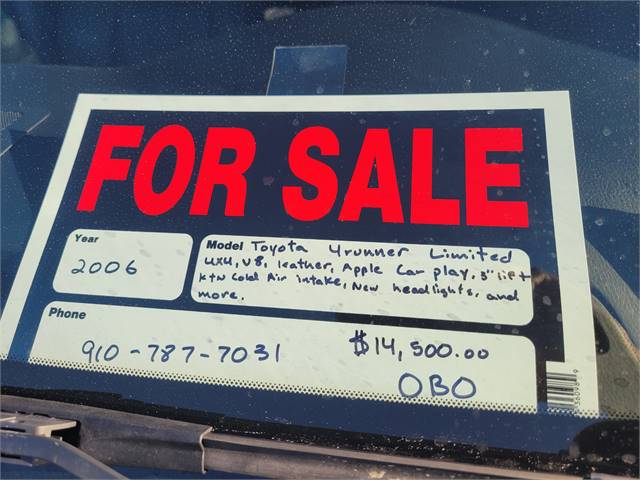 FOR SALE
Year
2006
Model Toyota 4runner Limited
4x4, V8, leather, Apple Car play, 3" lift
K+N Cold Air intake, New headlights, and
more.
Phone
910-787-7031
$14,500.00
OBO